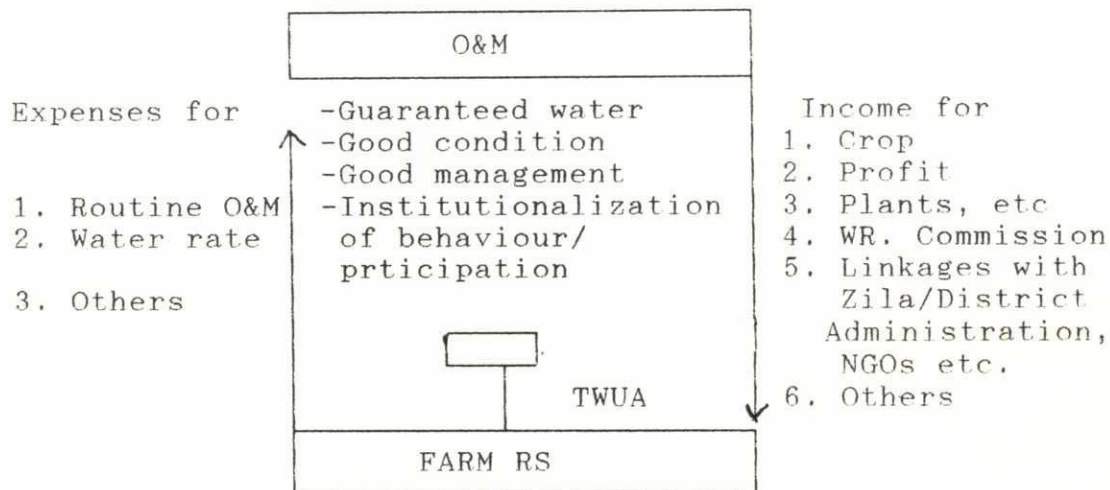 O&M
Expenses for
1. Routine O&M
2. Water rate
3. Others
-Guaranteed water
-Good condition
-Good management
-Institutionalization
of behaviour/
prticipation
Income for
1. Crop
2. Profit
3. Plants, etc
4. WR. Commission
5. Linkages with
Zila/District
Administration,
NGOs etc.
6. Others
TWUA
FARM RS